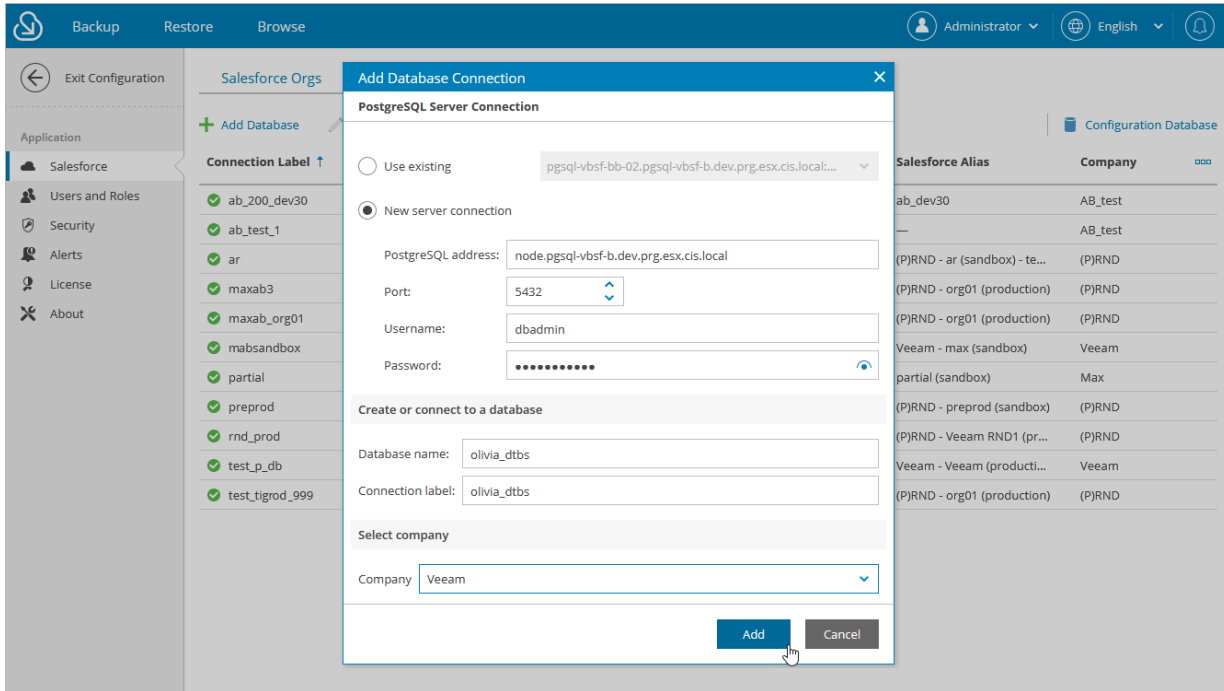 Backup Restore Browse Administrator English
Exit Configuration
Salesforce Orgs
Application
Salesforce
Users and Roles
Security
Alerts
License
About
Add Database
Configuration Database
Connection Label Salesforce Alias Company
ab_200_dev30 ab_dev30 AB_test
ab_test_1 — AB_test
ar (P)RND - ar (sandbox) - te... (P)RND
maxab3 (P)RND - org01 (production) (P)RND
maxab_org01 (P)RND - org01 (production) (P)RND
mabsandbox Veeam - max (sandbox) Veeam
partial partial (sandbox) Max
preprod (P)RND - preprod (sandbox) (P)RND
rnd_prod (P)RND - Veeam RND1 (pr... (P)RND
test_p_db Veeam - Veeam (producti... Veeam
test_tigrod_999 (P)RND - org01 (production) (P)RND
Add Database Connection
PostgreSQL Server Connection
Use existing pgsql-vbsf-bb-02.pgsql-vbsf-b.dev.prg.esx.cis.local:...
New server connection
PostgreSQL address: node.pgsql-vbsf-b.dev.prg.esx.cis.local
Port: 5432
Username: dbadmin
Password: •••••••••••
Create or connect to a database
Database name: olivia_dtbs
Connection label: olivia_dtbs
Select company
Company Veeam
Add Cancel